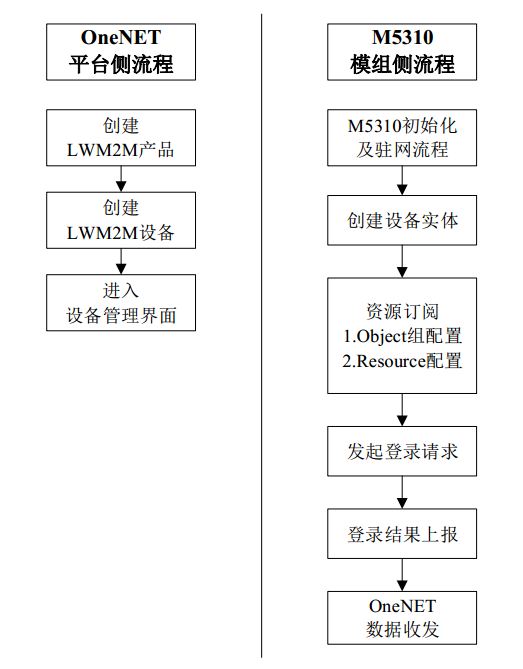 OneNET
平台侧流程
创建
LWM2M产品
创建
LWM2M设备
进入
设备管理界面
M5310
模组侧流程
M5310初始化
及驻网流程
创建设备实体
资源订阅
1.Object组配置
2.Resource配置
发起登录请求
登录结果上报
OneNET
数据收发